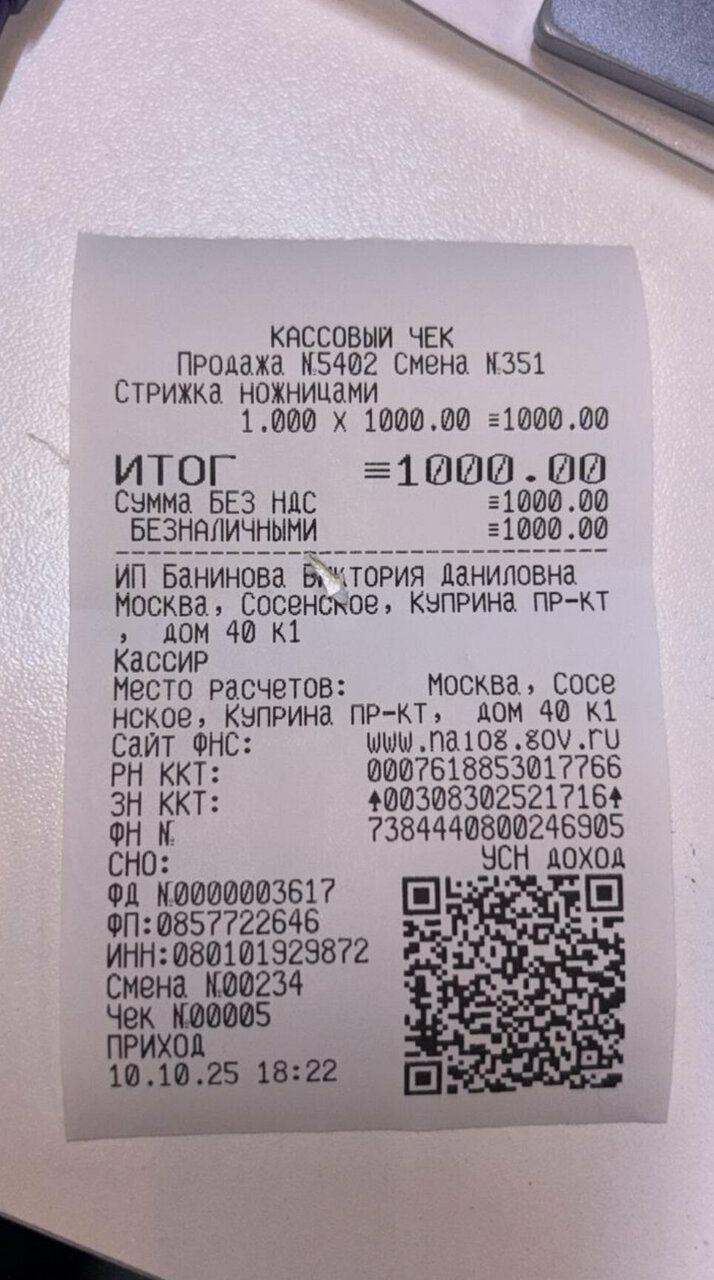 КАССОВЫЙ ЧЕК
Продажа №5402 Смена №351
Стрижка ножницами
1.000 X 1000.00 ≡1000.00
ИТОГ ≡1000.00
Сумма БЕЗ НДС ≡1000.00
БЕЗНАЛИЧНЫМИ ≡1000.00
ИП Банинова Виктория Даниловна
Москва, Сосенское, Куприна пр-кт
, дом 40 к1
Кассир
Место расчетов: Москва, Сосе
нское, Куприна пр-кт, дом 40 к1
Сайт ФНС: www.nalog.gov.ru
РН ККТ: 0007618853017766
ЗН ККТ: ↑00308302521716↑
ФН № 7384440800246905
СНО: УСН ДОХОД
ФД №0000003617
ФП:0857722646
ИНН:080101929872
Смена №00234
Чек №00005
ПРИХОД
10.10.25 18:22